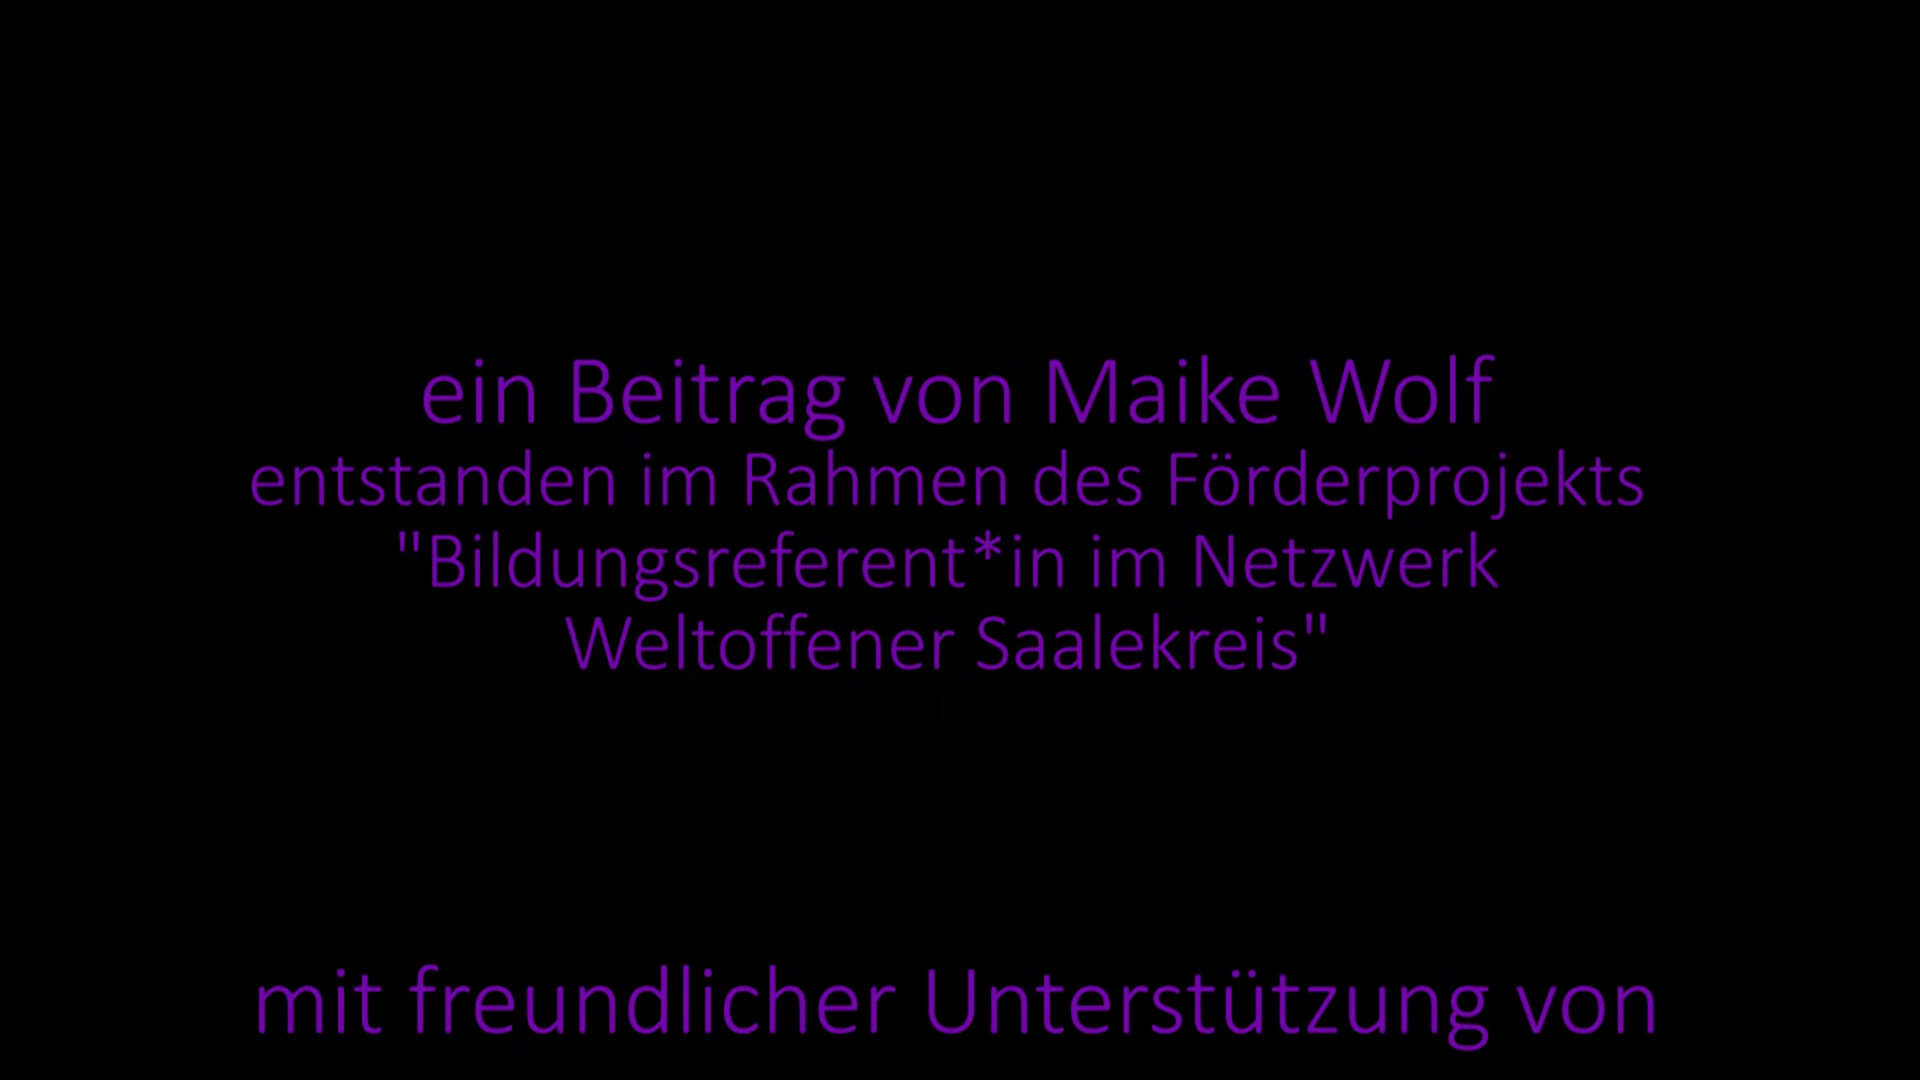 ein Beitrag von Maike Wolf
entstanden im Rahmen des Förderprojekts
"Bildungsreferent*in im Netzwerk
Weltoffener Saalekreis"
mit freundlicher Unterstützung von